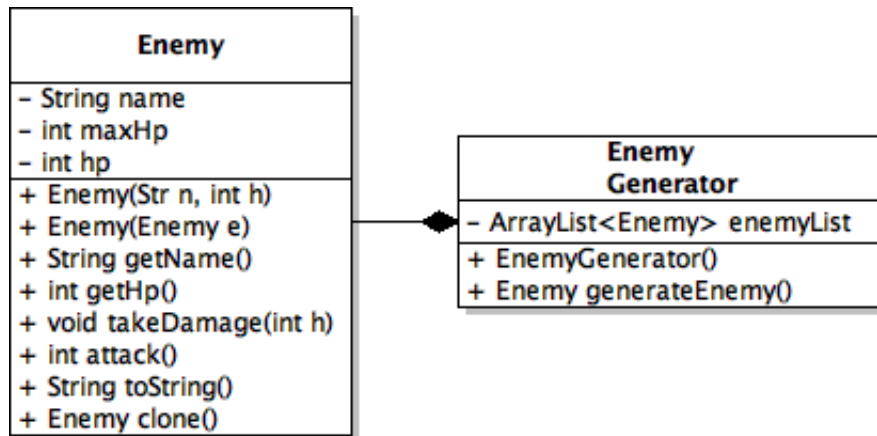 Enemy
- String name
- int maxHp
- int hp
+ Enemy(Str n, int h)
+ Enemy(Enemy e)
+ String getName()
+ int getHp()
+ void takeDamage(int h)
+ int attack()
+ String toString()
+ Enemy clone()
Enemy
Generator
- ArrayList<Enemy> enemyList
+ EnemyGenerator()
+ Enemy generateEnemy()